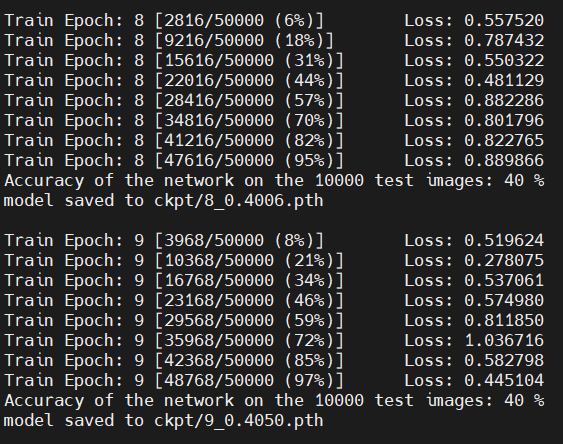 Train Epoch: 8 [2816/50000 (6%)] Loss: 0.557520
Train Epoch: 8 [9216/50000 (18%)] Loss: 0.787432
Train Epoch: 8 [15616/50000 (31%)] Loss: 0.550322
Train Epoch: 8 [22016/50000 (44%)] Loss: 0.481129
Train Epoch: 8 [28416/50000 (57%)] Loss: 0.882286
Train Epoch: 8 [34816/50000 (70%)] Loss: 0.801796
Train Epoch: 8 [41216/50000 (82%)] Loss: 0.822765
Train Epoch: 8 [47616/50000 (95%)] Loss: 0.889866
Accuracy of the network on the 10000 test images: 40 %
model saved to ckpt/8_0.4006.pth
Train Epoch: 9 [3968/50000 (8%)] Loss: 0.519624
Train Epoch: 9 [10368/50000 (21%)] Loss: 0.278075
Train Epoch: 9 [16768/50000 (34%)] Loss: 0.537061
Train Epoch: 9 [23168/50000 (46%)] Loss: 0.574980
Train Epoch: 9 [29568/50000 (59%)] Loss: 0.811850
Train Epoch: 9 [35968/50000 (72%)] Loss: 1.036716
Train Epoch: 9 [42368/50000 (85%)] Loss: 0.582798
Train Epoch: 9 [48768/50000 (97%)] Loss: 0.445104
Accuracy of the network on the 10000 test images: 40 %
model saved to ckpt/9_0.4050.pth